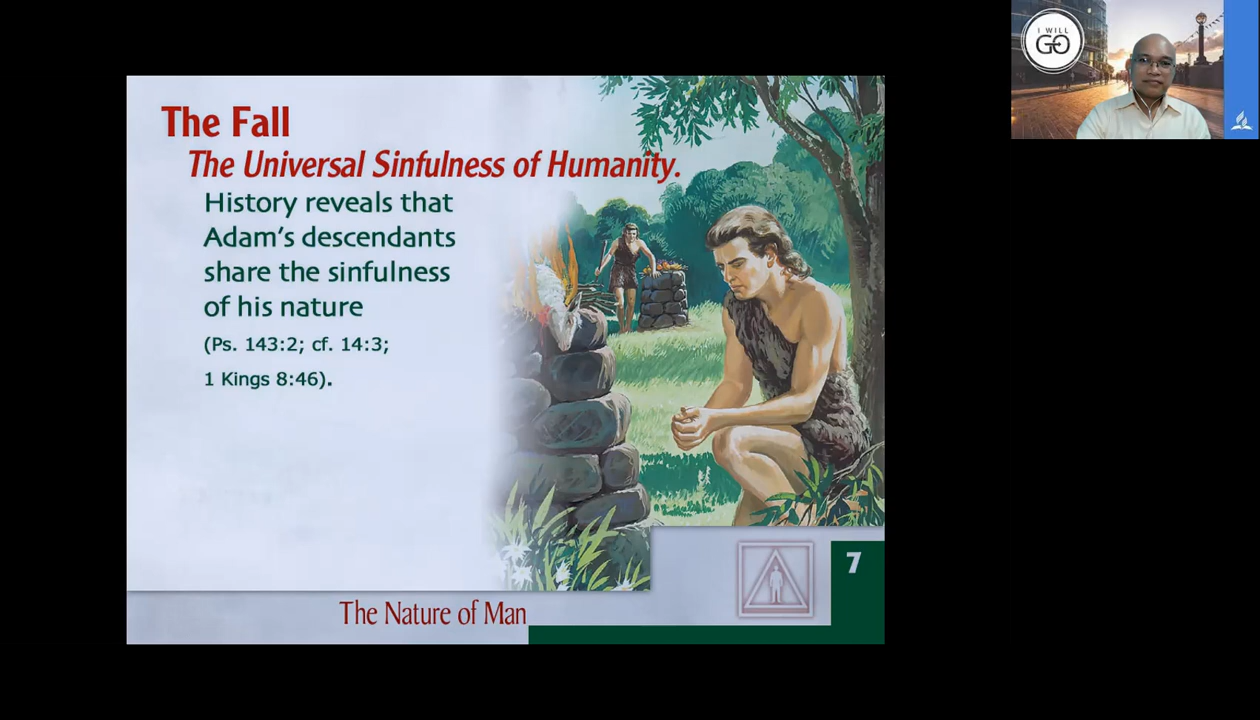 The Fall
The Universal Sinfulness of Humanity.
History reveals that
Adam's descendants
share the sinfulness
of his nature
(Ps. 143:2; cf. 14:3;
1 Kings 8:46).
7
The Nature of Man
I WILL
GO